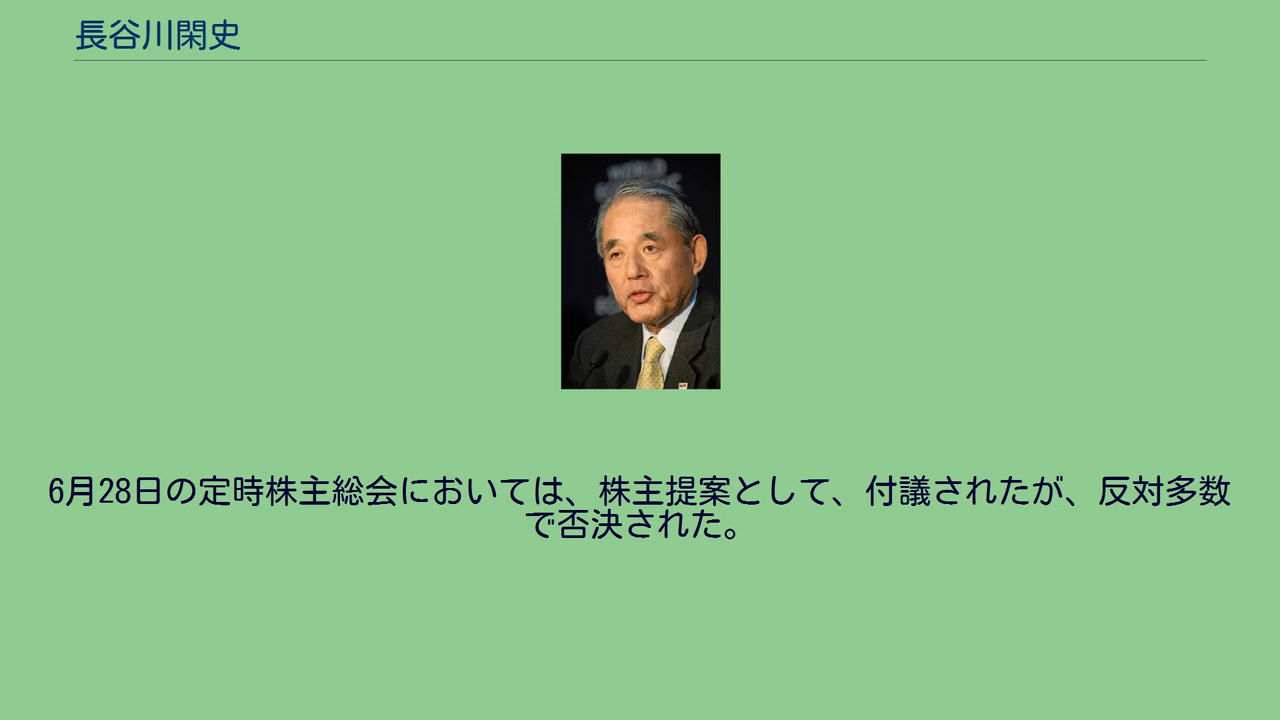 長谷川閑史
6月28日の定時株主総会においては、株主提案として、付議されたが、反対多数
で否決された。